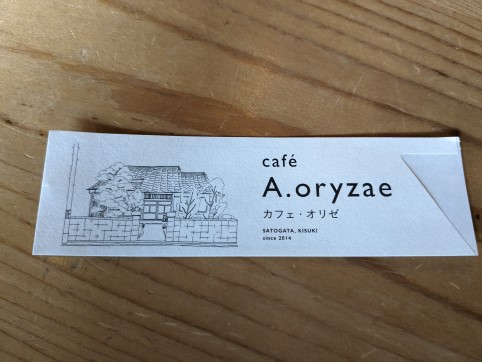 café
A.oryzae
カフェ・オリゼ
SATOGATA, KISUKI
since 2014